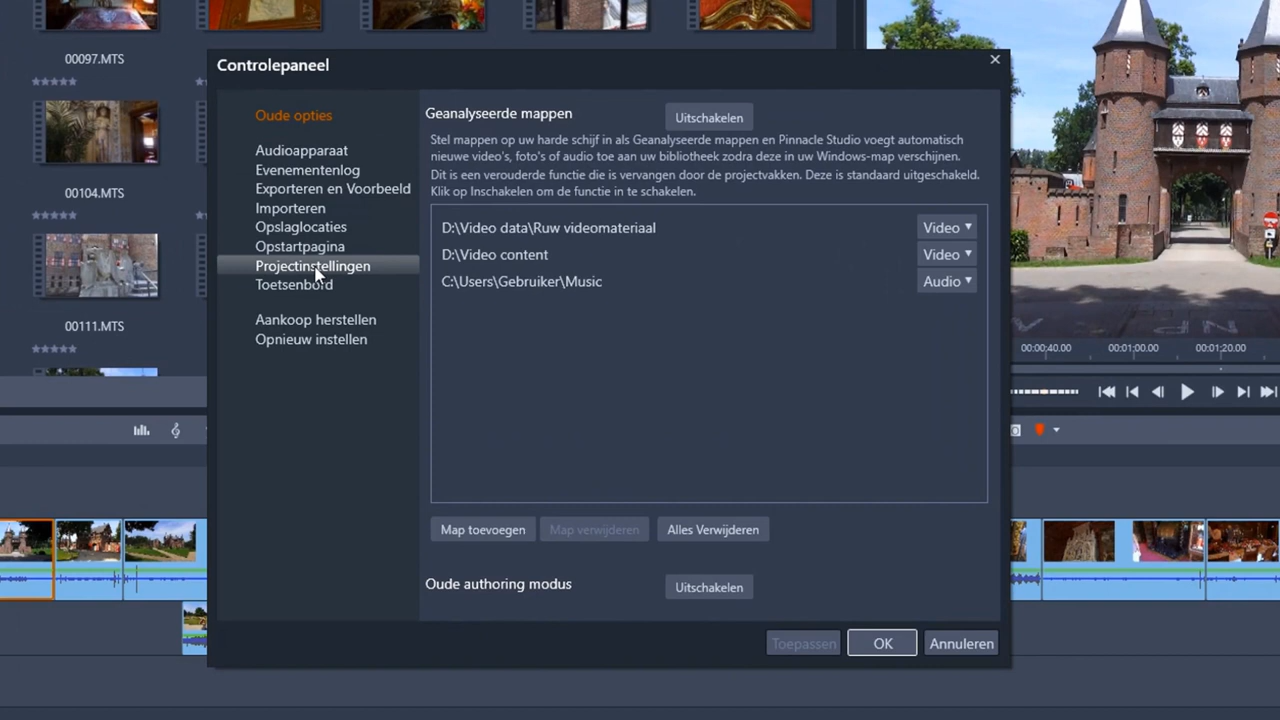 00097.MTS
00104.MTS
00111.MTS
Controlepaneel
Oude opties
Audioapparaat
Evenementenlog
Exporteren en Voorbeeld
Importeren
Opslaglocaties
Opstartpagina
Projectinstellingen
Toetsenbord
Aankoop herstellen
Opnieuw instellen
Geanalyseerde mappen
Uitschakelen
Stel mappen op uw harde schijf in als Geanalyseerde mappen en Pinnacle Studio voegt automatisch
nieuwe video's, foto's of audio toe aan uw bibliotheek zodra deze in uw Windows-map verschijnen.
Dit is een verouderde functie die is vervangen door de projectvakken. Deze is standaard uitgeschakeld.
Klik op Inschakelen om de functie in te schakelen.
D:\Video data\Ruw videomateriaal Video
D:\Video content Video
C:\Users\Gebruiker\Music Audio
Map toevoegen Map verwijderen Alles Verwijderen
Oude authoring modus Uitschakelen
Toepassen OK Annuleren
00:00:40.00 00:01:00.00 00:01:20.00